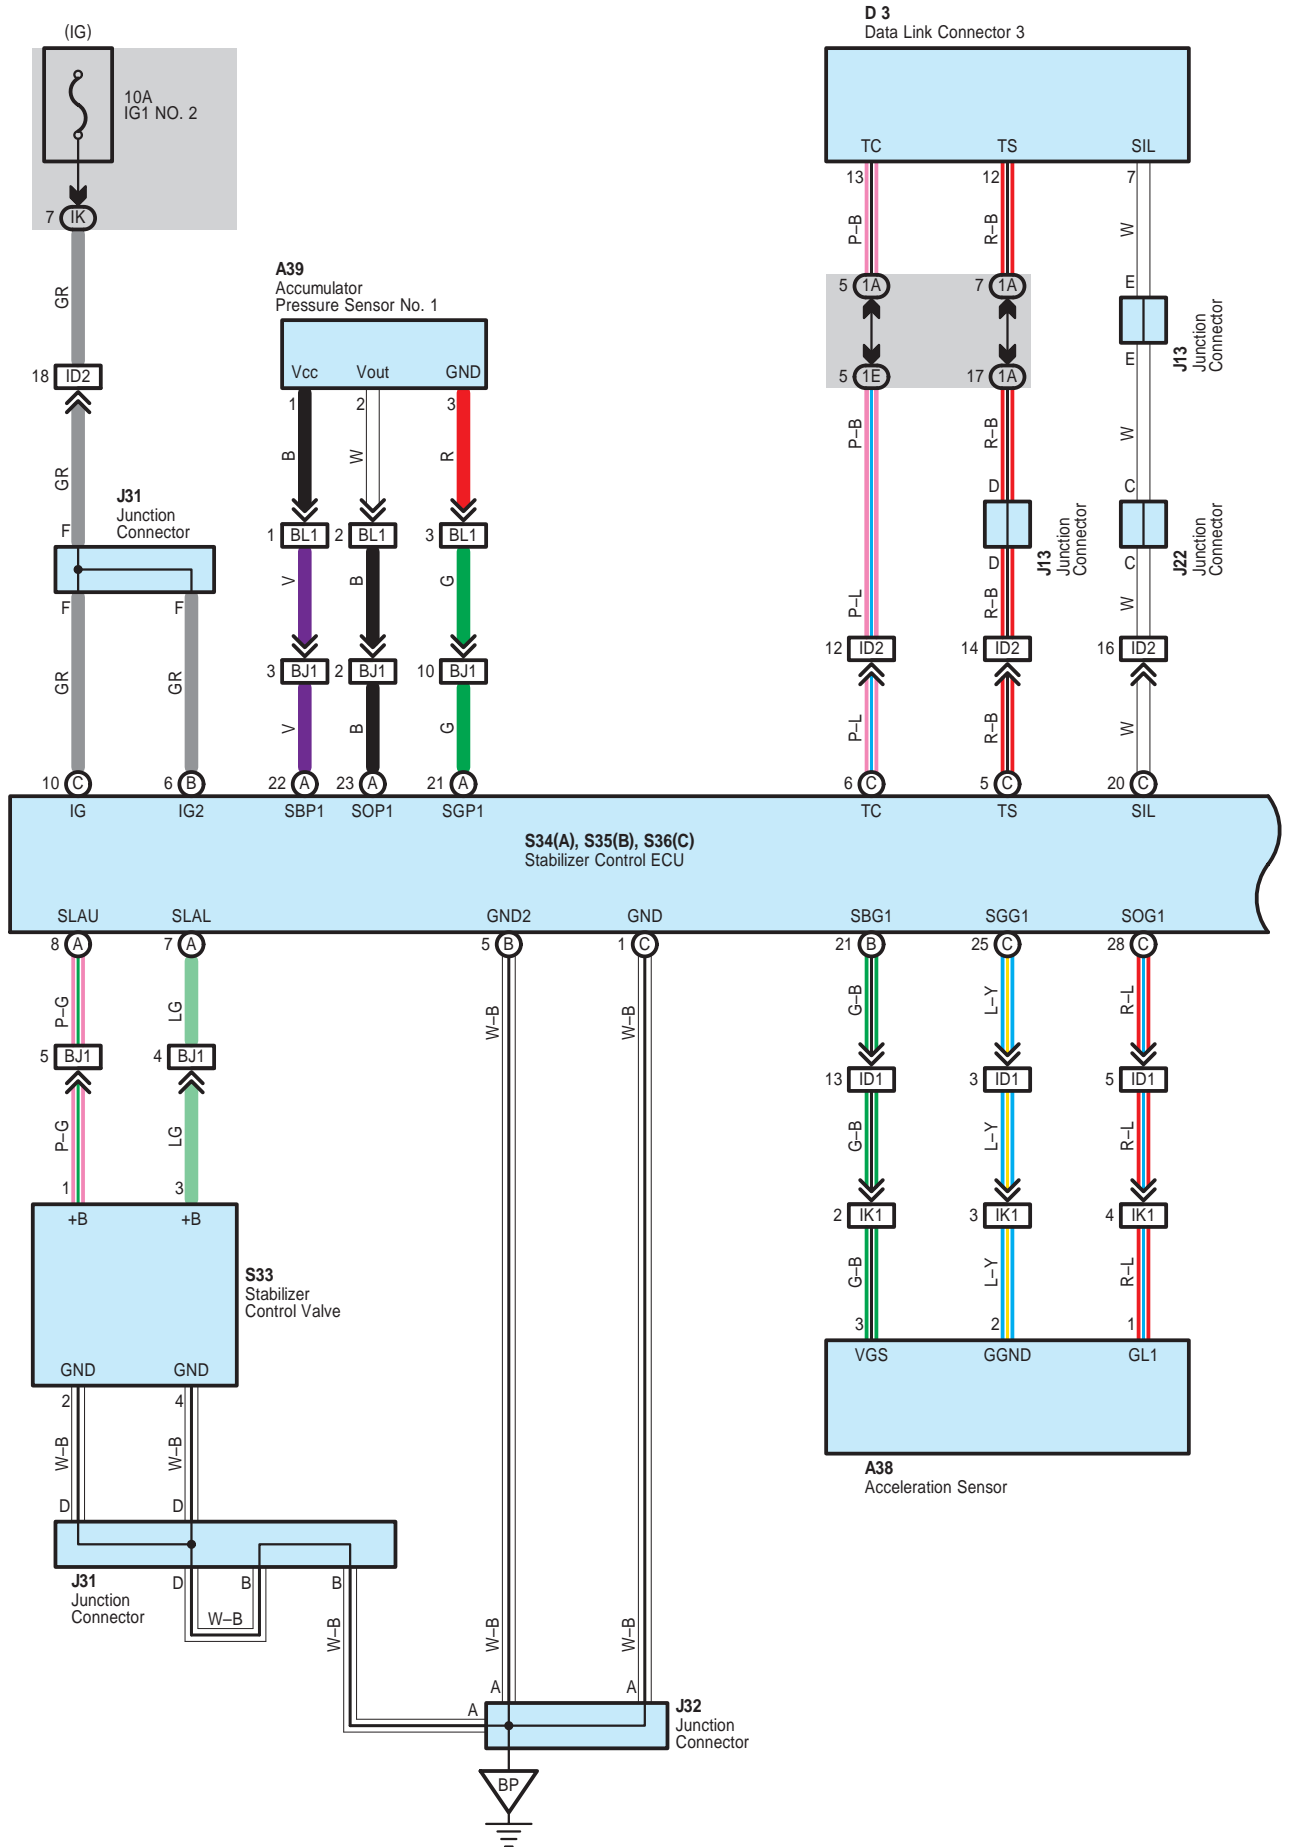 (IG)
10A
IG1 NO. 2
7 IK
GR
18 ID2
GR
J31
Junction
Connector
F
F F
GR GR
10 C 6 B
IG IG2
A39
Accumulator
Pressure Sensor No. 1
Vcc Vout GND
1 2 3
B W R
1 BL1 2 BL1 3 BL1
V B G
3 BJ1 2 BJ1 10 BJ1
V B G
22 A 23 A 21 A
SBP1 SOP1 SGP1
D 3
Data Link Connector 3
TC TS SIL
13 12 7
P–B R–B W
5 1A 7 1A
5 1E 17 1A
E
J13
Junction
Connector
E
P–B R–B W
D C
J13
Junction
Connector
J22
Junction
Connector
D C
P–L R–B W
12 ID2 14 ID2 16 ID2
P–L R–B W
6 C 5 C 20 C
TC TS SIL
S34(A), S35(B), S36(C)
Stabilizer Control ECU
SLAU SLAL GND2 GND SBG1 SGG1 SOG1
8 A 7 A 5 B 1 C 21 B 25 C 28 C
P–G LG W–B W–B G–B L–Y R–L
5 BJ1 4 BJ1
P–G LG
1 3
+B +B
S33
Stabilizer
Control Valve
GND GND
2 4
W–B W–B
D D
J31
Junction
Connector
D B B
W–B
W–B
W–B W–B
A A
A
J32
Junction
Connector
BP
13 ID1 3 ID1 5 ID1
G–B L–Y R–L
2 IK1 3 IK1 4 IK1
G–B L–Y R–L
3 2 1
VGS GGND GL1
A38
Acceleration Sensor